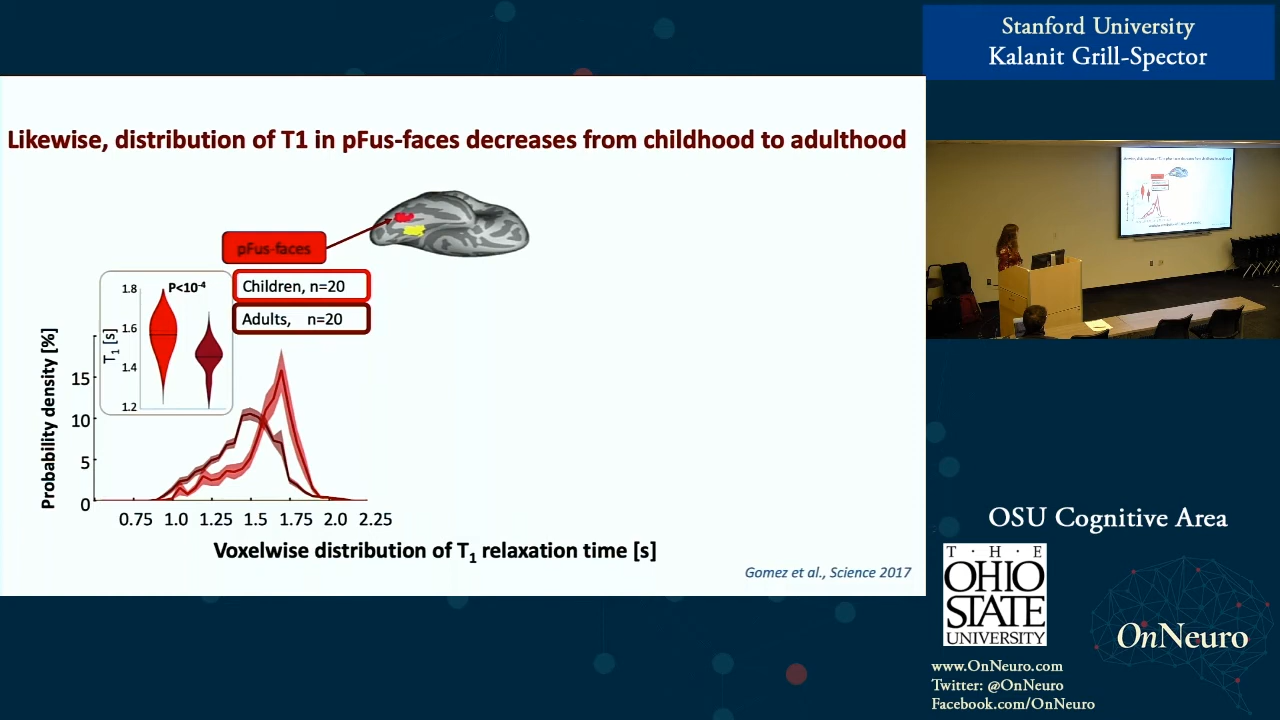 Stanford University
Kalanit Grill-Spector
Likewise, distribution of T1 in pFus-faces decreases from childhood to adulthood
pFus-faces
Children, n=20
Adults, n=20
P<10-4
1.8
1.6
1.4
1.2
T1 [s]
Probability density [%]
15
10
5
0
0.75 1.0 1.25 1.5 1.75 2.0 2.25
Voxelwise distribution of T1 relaxation time [s]
Gomez et al., Science 2017
OSU Cognitive Area
T · H · E
OHIO
STATE
UNIVERSITY
OnNeuro
www.OnNeuro.com
Twitter: @OnNeuro
Facebook.com/OnNeuro